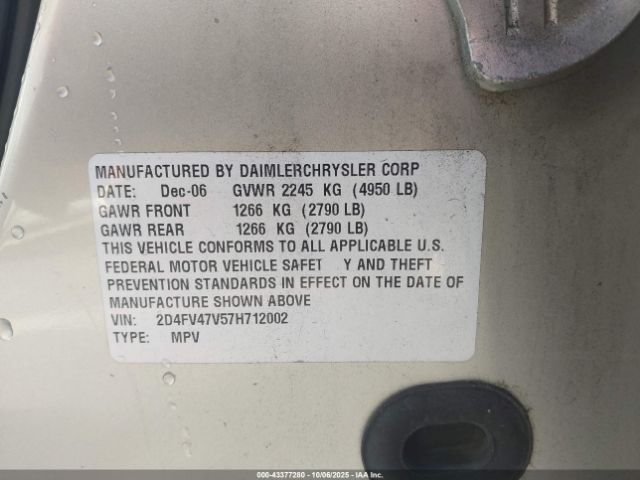 MANUFACTURED BY DAIMLERCHRYSLER CORP
DATE: Dec-06 GVWR 2245 KG (4950 LB)
GAWR FRONT 1266 KG (2790 LB)
GAWR REAR 1266 KG (2790 LB)
THIS VEHICLE CONFORMS TO ALL APPLICABLE U.S.
FEDERAL MOTOR VEHICLE SAFET Y AND THEFT
PREVENTION STANDARDS IN EFFECT ON THE DATE OF
MANUFACTURE SHOWN ABOVE
VIN: 2D4FV47V57H712002
TYPE: MPV
000-43377280 - 10/06/2025 - IAAI.COM